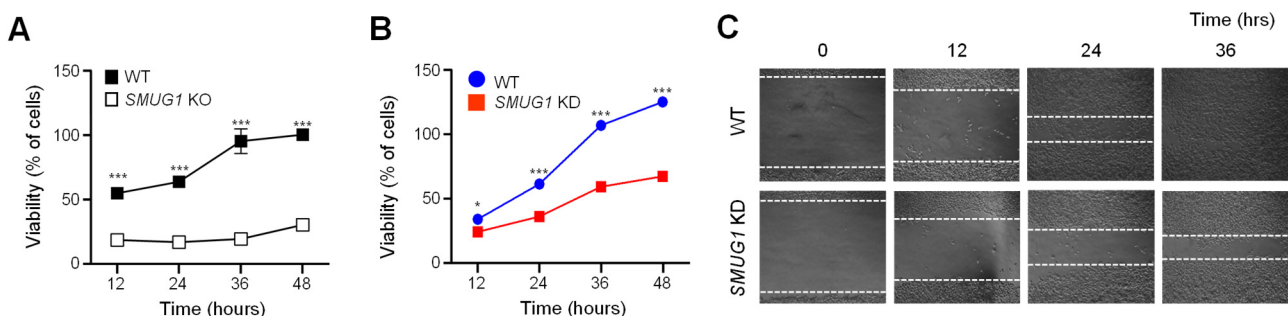 A
Viability (% of cells)
150
100
50
0
WT
SMUG1 KO
***
***
***
***
12
24
36
48
Time (hours)
B
Viability (% of cells)
150
100
50
0
WT
SMUG1 KD
*
***
***
***
12
24
36
48
Time (hours)
C
Time (hrs)
0
12
24
36
WT
SMUG1 KD